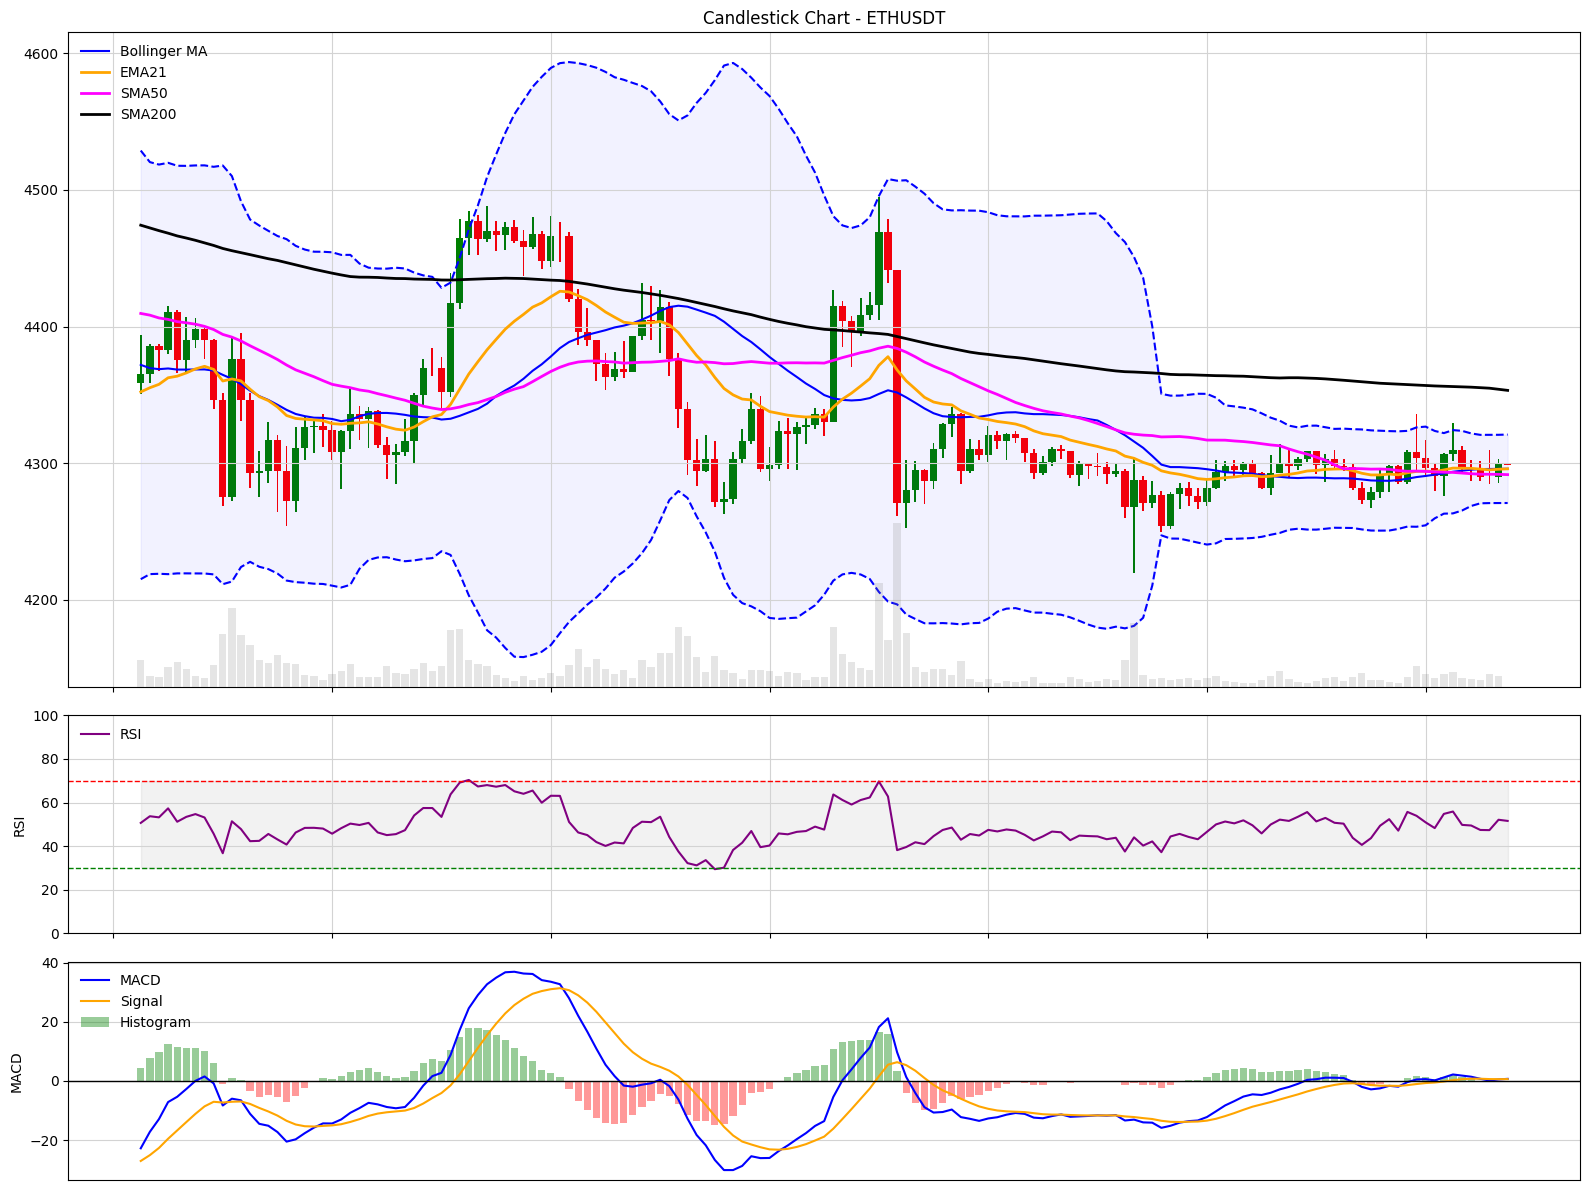 Candlestick Chart - ETHUSDT
Bollinger MA
EMA21
SMA50
SMA200
4600
4500
4400
4300
4200
RSI
100
80
60
40
20
0
RSI
MACD
Signal
Histogram
40
20
0
−20
MACD